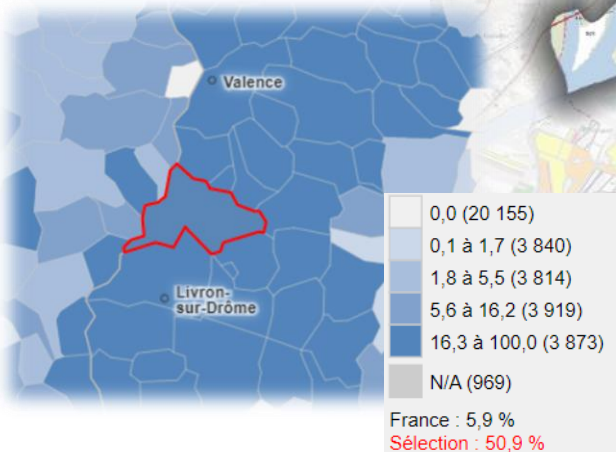 Valence
Livron-
sur-Drôme
0,0 (20 155)
0,1 à 1,7 (3 840)
1,8 à 5,5 (3 814)
5,6 à 16,2 (3 919)
16,3 à 100,0 (3 873)
N/A (969)
France : 5,9 %
Sélection : 50,9 %